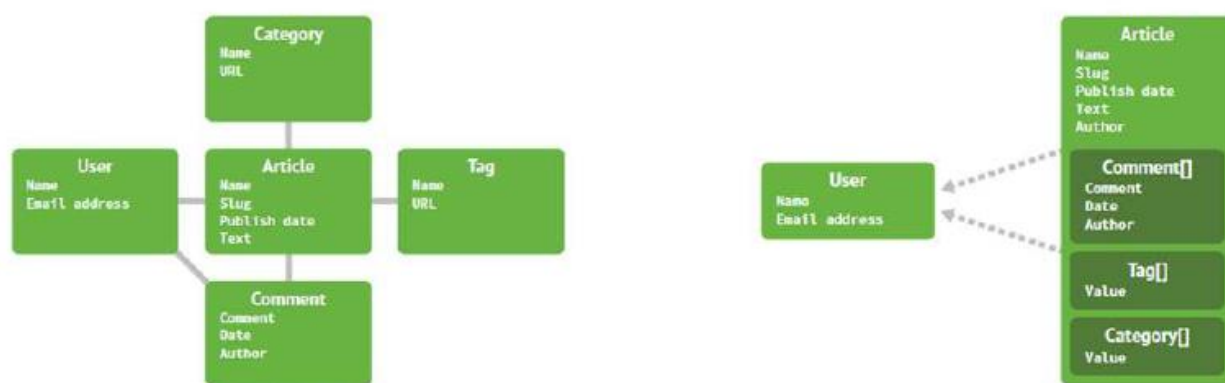 Category
Name
URL
User
Name
Email address
Article
Name
Slug
Publish date
Text
Tag
Name
URL
Comment
Comment
Date
Author
User
Name
Email address
Article
Name
Slug
Publish date
Text
Author
Comment[]
Comment
Date
Author
Tag[]
Value
Category[]
Value